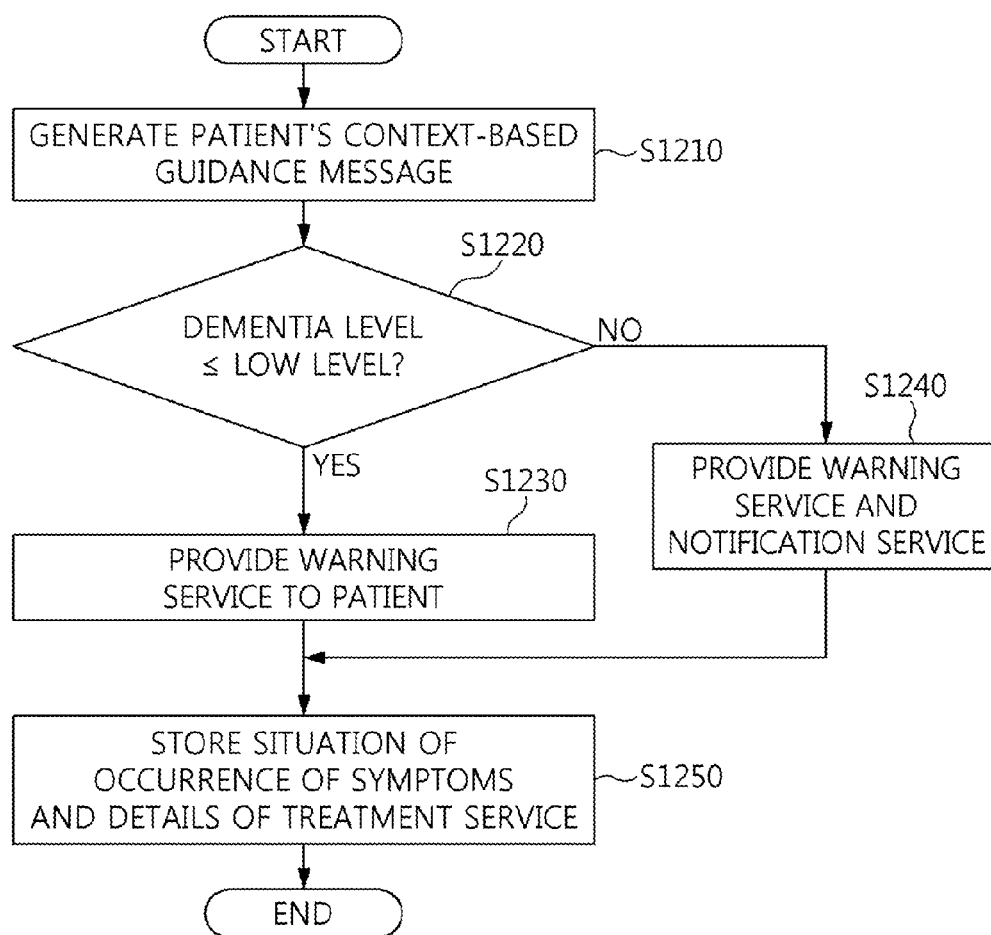 START
GENERATE PATIENT'S CONTEXT-BASED
GUIDANCE MESSAGE
S1210
S1220
DEMENTIA LEVEL
≤ LOW LEVEL?
NO
YES
S1240
PROVIDE WARNING
SERVICE AND
NOTIFICATION SERVICE
S1230
PROVIDE WARNING
SERVICE TO PATIENT
STORE SITUATION OF
OCCURRENCE OF SYMPTOMS
AND DETAILS OF TREATMENT SERVICE
S1250
END